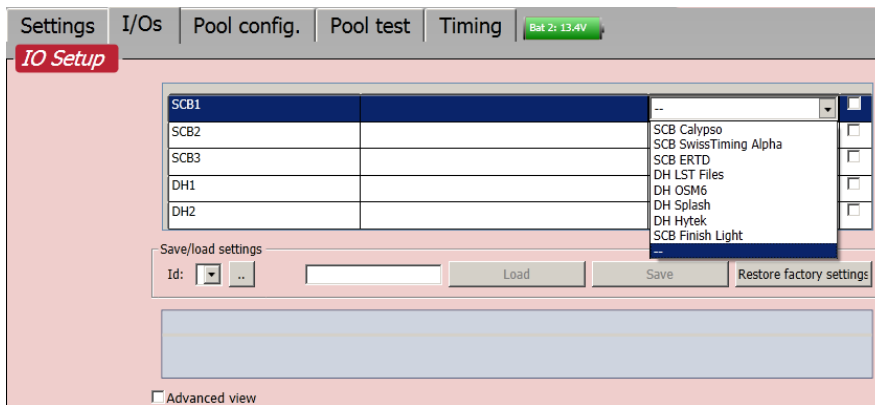 Settings I/Os Pool config. Pool test Timing Bat 2: 13.4V
IO Setup
SCB1 --
SCB2
SCB3
DH1
DH2
SCB Calypso
SCB SwissTiming Alpha
SCB ERTD
DH LST Files
DH OSM6
DH Splash
DH Hytek
SCB Finish Light
--
Save/load settings
Id: .. Load Save Restore factory settings
Advanced view